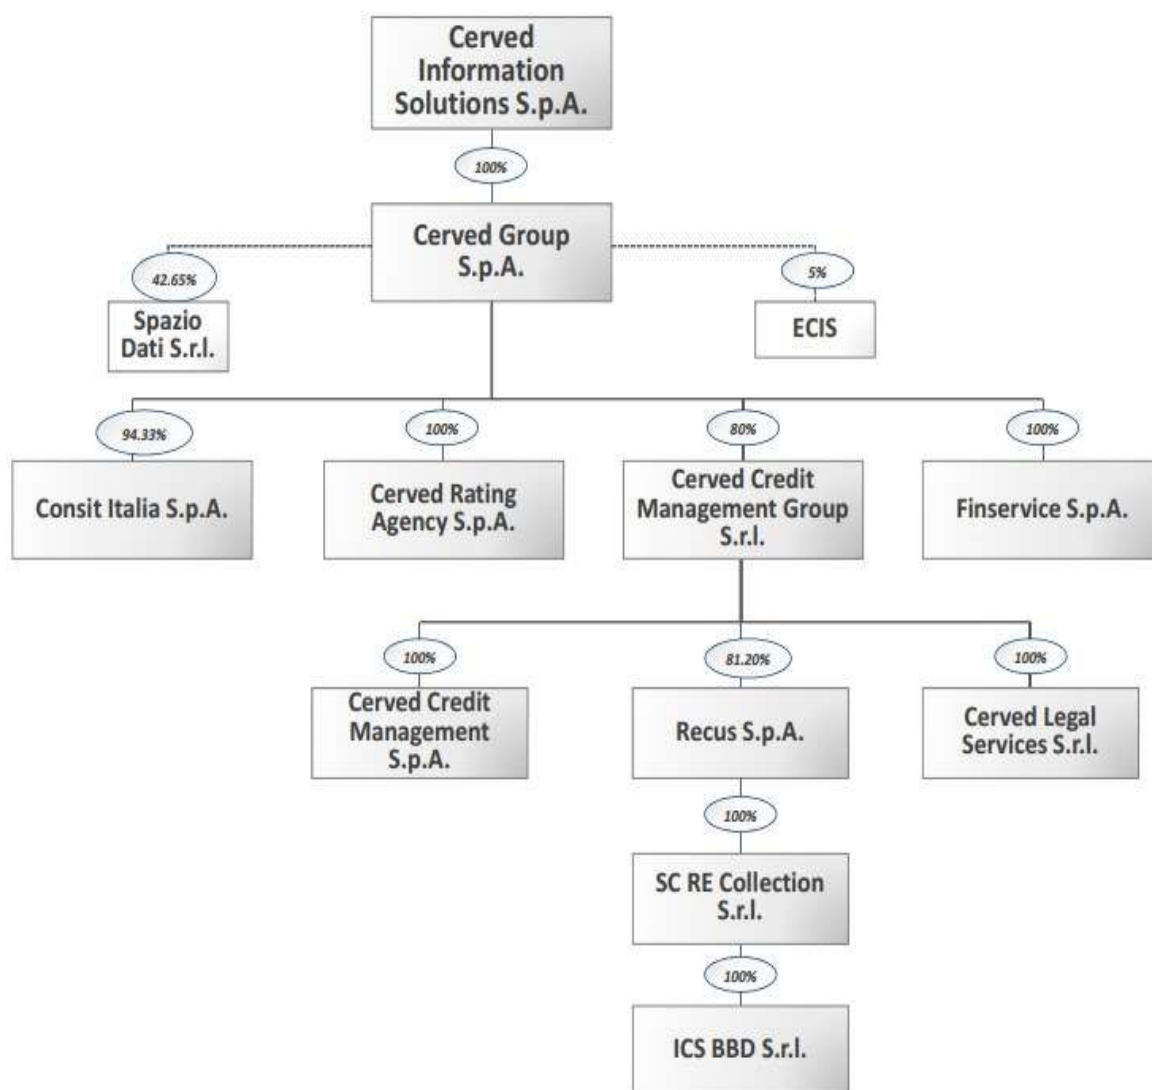 Cerved
Information
Solutions S.p.A.
100%
Cerved Group
S.p.A.
42.65%
5%
Spazio
Dati S.r.l.
ECIS
94.33%
100%
80%
100%
Consit Italia S.p.A.
Cerved Rating
Agency S.p.A.
Cerved Credit
Management Group
S.r.l.
Finservice S.p.A.
100%
81.20%
100%
Cerved Credit
Management
S.p.A.
Recus S.p.A.
Cerved Legal
Services S.r.l.
100%
SC RE Collection
S.r.l.
100%
ICS BBD S.r.l.